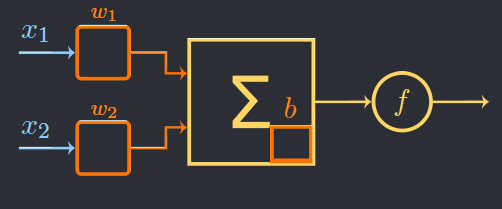 w₁
x₁
Σ
b
f
w₂
x₂